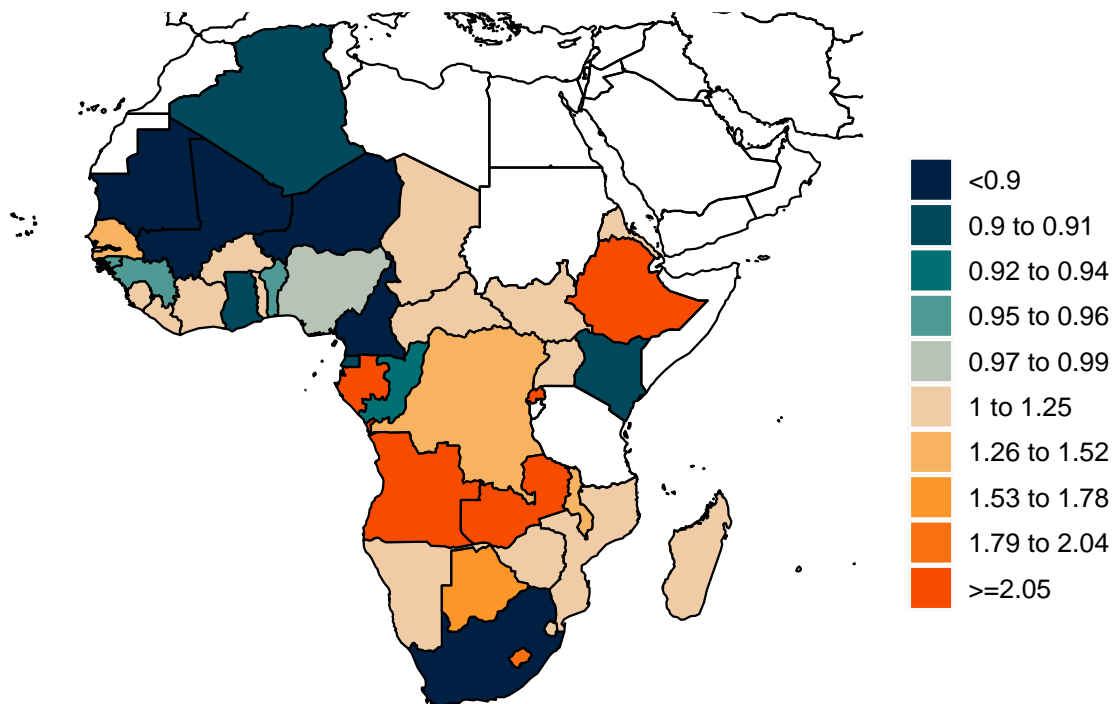 <0.9
0.9 to 0.91
0.92 to 0.94
0.95 to 0.96
0.97 to 0.99
1 to 1.25
1.26 to 1.52
1.53 to 1.78
1.79 to 2.04
>=2.05